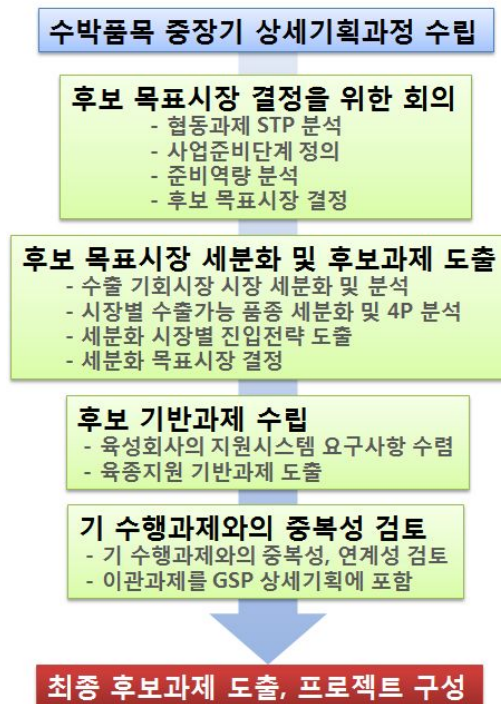 수박품목 중장기 상세기획과정 수립
후보 목표시장 결정을 위한 회의
- 협동과제 STP 분석
- 사업준비단계 정의
- 준비역량 분석
- 후보 목표시장 결정
후보 목표시장 세분화 및 후보과제 도출
- 수출 기회시장 시장 세분화 및 분석
- 시장별 수출가능 품종 세분화 및 4P 분석
- 세분화 시장별 진입전략 도출
- 세분화 목표시장 결정
후보 기반과제 수립
- 육성회사의 지원시스템 요구사항 수렴
- 육종지원 기반과제 도출
기 수행과제와의 중복성 검토
- 기 수행과제와의 중복성, 연계성 검토
- 이관과제를 GSP 상세기획에 포함
최종 후보과제 도출, 프로젝트 구성